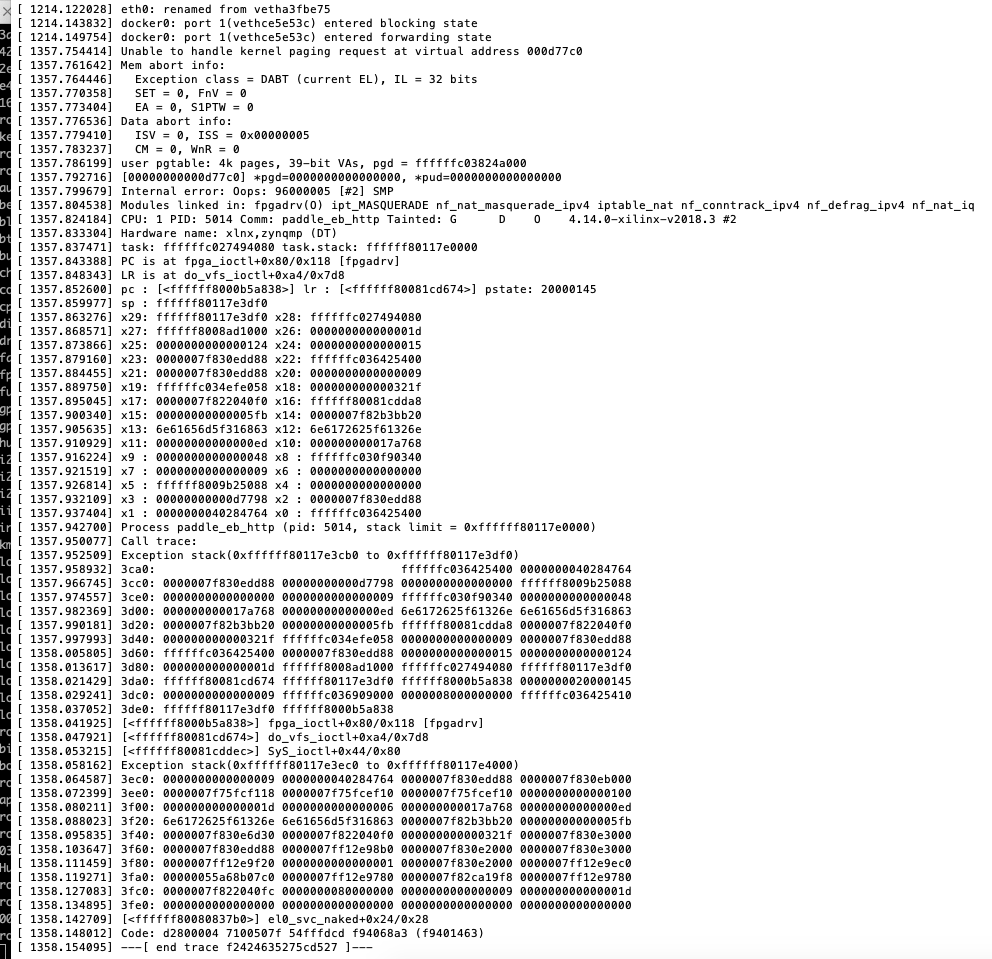 [ 1214.122028] eth0: renamed from vetha3fbe75
[ 1214.143832] docker0: port 1(vethce5e53c) entered blocking state
[ 1214.149754] docker0: port 1(vethce5e53c) entered forwarding state
[ 1357.754414] Unable to handle kernel paging request at virtual address 000d77c0
[ 1357.761642] Mem abort info:
[ 1357.764446]   Exception class = DABT (current EL), IL = 32 bits
[ 1357.770358]   SET = 0, FnV = 0
[ 1357.773404]   EA = 0, S1PTW = 0
[ 1357.776536] Data abort info:
[ 1357.779410]   ISV = 0, ISS = 0x00000005
[ 1357.783237]   CM = 0, WnR = 0
[ 1357.786199] user pgtable: 4k pages, 39-bit VAs, pgd = ffffffc03824a000
[ 1357.792716] [00000000000d77c0] *pgd=0000000000000000, *pud=0000000000000000
[ 1357.799679] Internal error: Oops: 96000005 [#2] SMP
[ 1357.804538] Modules linked in: fpgadrv(O) ipt_MASQUERADE nf_nat_masquerade_ipv4 iptable_nat nf_conntrack_ipv4 nf_defrag_ipv4 nf_nat_iq
[ 1357.824184] CPU: 1 PID: 5014 Comm: paddle_eb_http Tainted: G      D    O    4.14.0-xilinx-v2018.3 #2
[ 1357.833304] Hardware name: xlnx,zynqmp (DT)
[ 1357.837471] task: ffffffc027494080 task.stack: ffffff80117e0000
[ 1357.843388] PC is at fpga_ioctl+0x80/0x118 [fpgadrv]
[ 1357.848343] LR is at do_vfs_ioctl+0xa4/0x7d8
[ 1357.852600] pc : [<ffffff8000b5a838>] lr : [<ffffff80081cd674>] pstate: 20000145
[ 1357.859977] sp : ffffff80117e3df0
[ 1357.863276] x29: ffffff80117e3df0 x28: ffffffc027494080
[ 1357.868571] x27: ffffff8008ad1000 x26: 000000000000001d
[ 1357.873866] x25: 0000000000000124 x24: 0000000000000015
[ 1357.879160] x23: 0000007f830edd88 x22: ffffffc036425400
[ 1357.884455] x21: 0000007f830edd88 x20: 0000000000000009
[ 1357.889750] x19: ffffffc034efe058 x18: 000000000000321f
[ 1357.895045] x17: 0000007f822040f0 x16: ffffff80081cdda8
[ 1357.900340] x15: 00000000000005fb x14: 0000007f82b3bb20
[ 1357.905635] x13: 6e61656d5f316863 x12: 6e6172625f61326e
[ 1357.910929] x11: 00000000000000ed x10: 000000000017a768
[ 1357.916224] x9 : 0000000000000048 x8 : ffffffc030f90340
[ 1357.921519] x7 : 0000000000000009 x6 : 0000000000000000
[ 1357.926814] x5 : ffffff8009b25088 x4 : 0000000000000000
[ 1357.932109] x3 : 00000000000d7798 x2 : 0000007f830edd88
[ 1357.937404] x1 : 0000000040284764 x0 : ffffffc036425400
[ 1357.942700] Process paddle_eb_http (pid: 5014, stack limit = 0xffffff80117e0000)
[ 1357.950077] Call trace:
[ 1357.952509] Exception stack(0xffffff80117e3cb0 to 0xffffff80117e3df0)
[ 1357.958932] 3ca0:                                   ffffffc036425400 0000000040284764
[ 1357.966745] 3cc0: 0000007f830edd88 00000000000d7798 0000000000000000 ffffff8009b25088
[ 1357.974557] 3ce0: 0000000000000000 0000000000000009 ffffffc030f90340 0000000000000048
[ 1357.982369] 3d00: 000000000017a768 00000000000000ed 6e6172625f61326e 6e61656d5f316863
[ 1357.990181] 3d20: 0000007f82b3bb20 00000000000005fb ffffff80081cdda8 0000007f822040f0
[ 1357.997993] 3d40: 000000000000321f ffffffc034efe058 0000000000000009 0000007f830edd88
[ 1358.005805] 3d60: ffffffc036425400 0000007f830edd88 0000000000000015 0000000000000124
[ 1358.013617] 3d80: 000000000000001d ffffff8008ad1000 ffffffc027494080 ffffff80117e3df0
[ 1358.021429] 3da0: ffffff80081cd674 ffffff80117e3df0 ffffff8000b5a838 0000000020000145
[ 1358.029241] 3dc0: 0000000000000009 ffffffc036909000 0000008000000000 ffffffc036425410
[ 1358.037052] 3de0: ffffff80117e3df0 ffffff8000b5a838
[ 1358.041925] [<ffffff8000b5a838>] fpga_ioctl+0x80/0x118 [fpgadrv]
[ 1358.047921] [<ffffff80081cd674>] do_vfs_ioctl+0xa4/0x7d8
[ 1358.053215] [<ffffff80081cddec>] SyS_ioctl+0x44/0x80
[ 1358.058162] Exception stack(0xffffff80117e3ec0 to 0xffffff80117e4000)
[ 1358.064587] 3ec0: 0000000000000009 0000000040284764 0000007f830edd88 0000007f830eb000
[ 1358.072399] 3ee0: 0000007f75fcf118 0000007f75fcef10 0000007f75fcef10 0000000000000100
[ 1358.080211] 3f00: 000000000000001d 0000000000000006 000000000017a768 00000000000000ed
[ 1358.088023] 3f20: 6e6172625f61326e 6e61656d5f316863 0000007f82b3bb20 00000000000005fb
[ 1358.095835] 3f40: 0000007f830e6d30 0000007f822040f0 000000000000321f 0000007f830e3000
[ 1358.103647] 3f60: 0000007f830edd88 0000007ff12e98b0 0000007f830e2000 0000007f830e3000
[ 1358.111459] 3f80: 0000007ff12e9f20 0000000000000001 0000007f830e2000 0000007ff12e9ec0
[ 1358.119271] 3fa0: 00000055a68b07c0 0000007ff12e9780 0000007f82ca19f8 0000007ff12e9780
[ 1358.127083] 3fc0: 0000007f822040fc 0000000080000000 0000000000000009 000000000000001d
[ 1358.134895] 3fe0: 0000000000000000 0000000000000000 0000000000000000 0000000000000000
[ 1358.142709] [<ffffff80080837b0>] el0_svc_naked+0x24/0x28
[ 1358.148012] Code: d2800004 7100507f 54fffdcd f94068a3 (f9401463)
[ 1358.154095] ---[ end trace f2424635275cd527 ]---